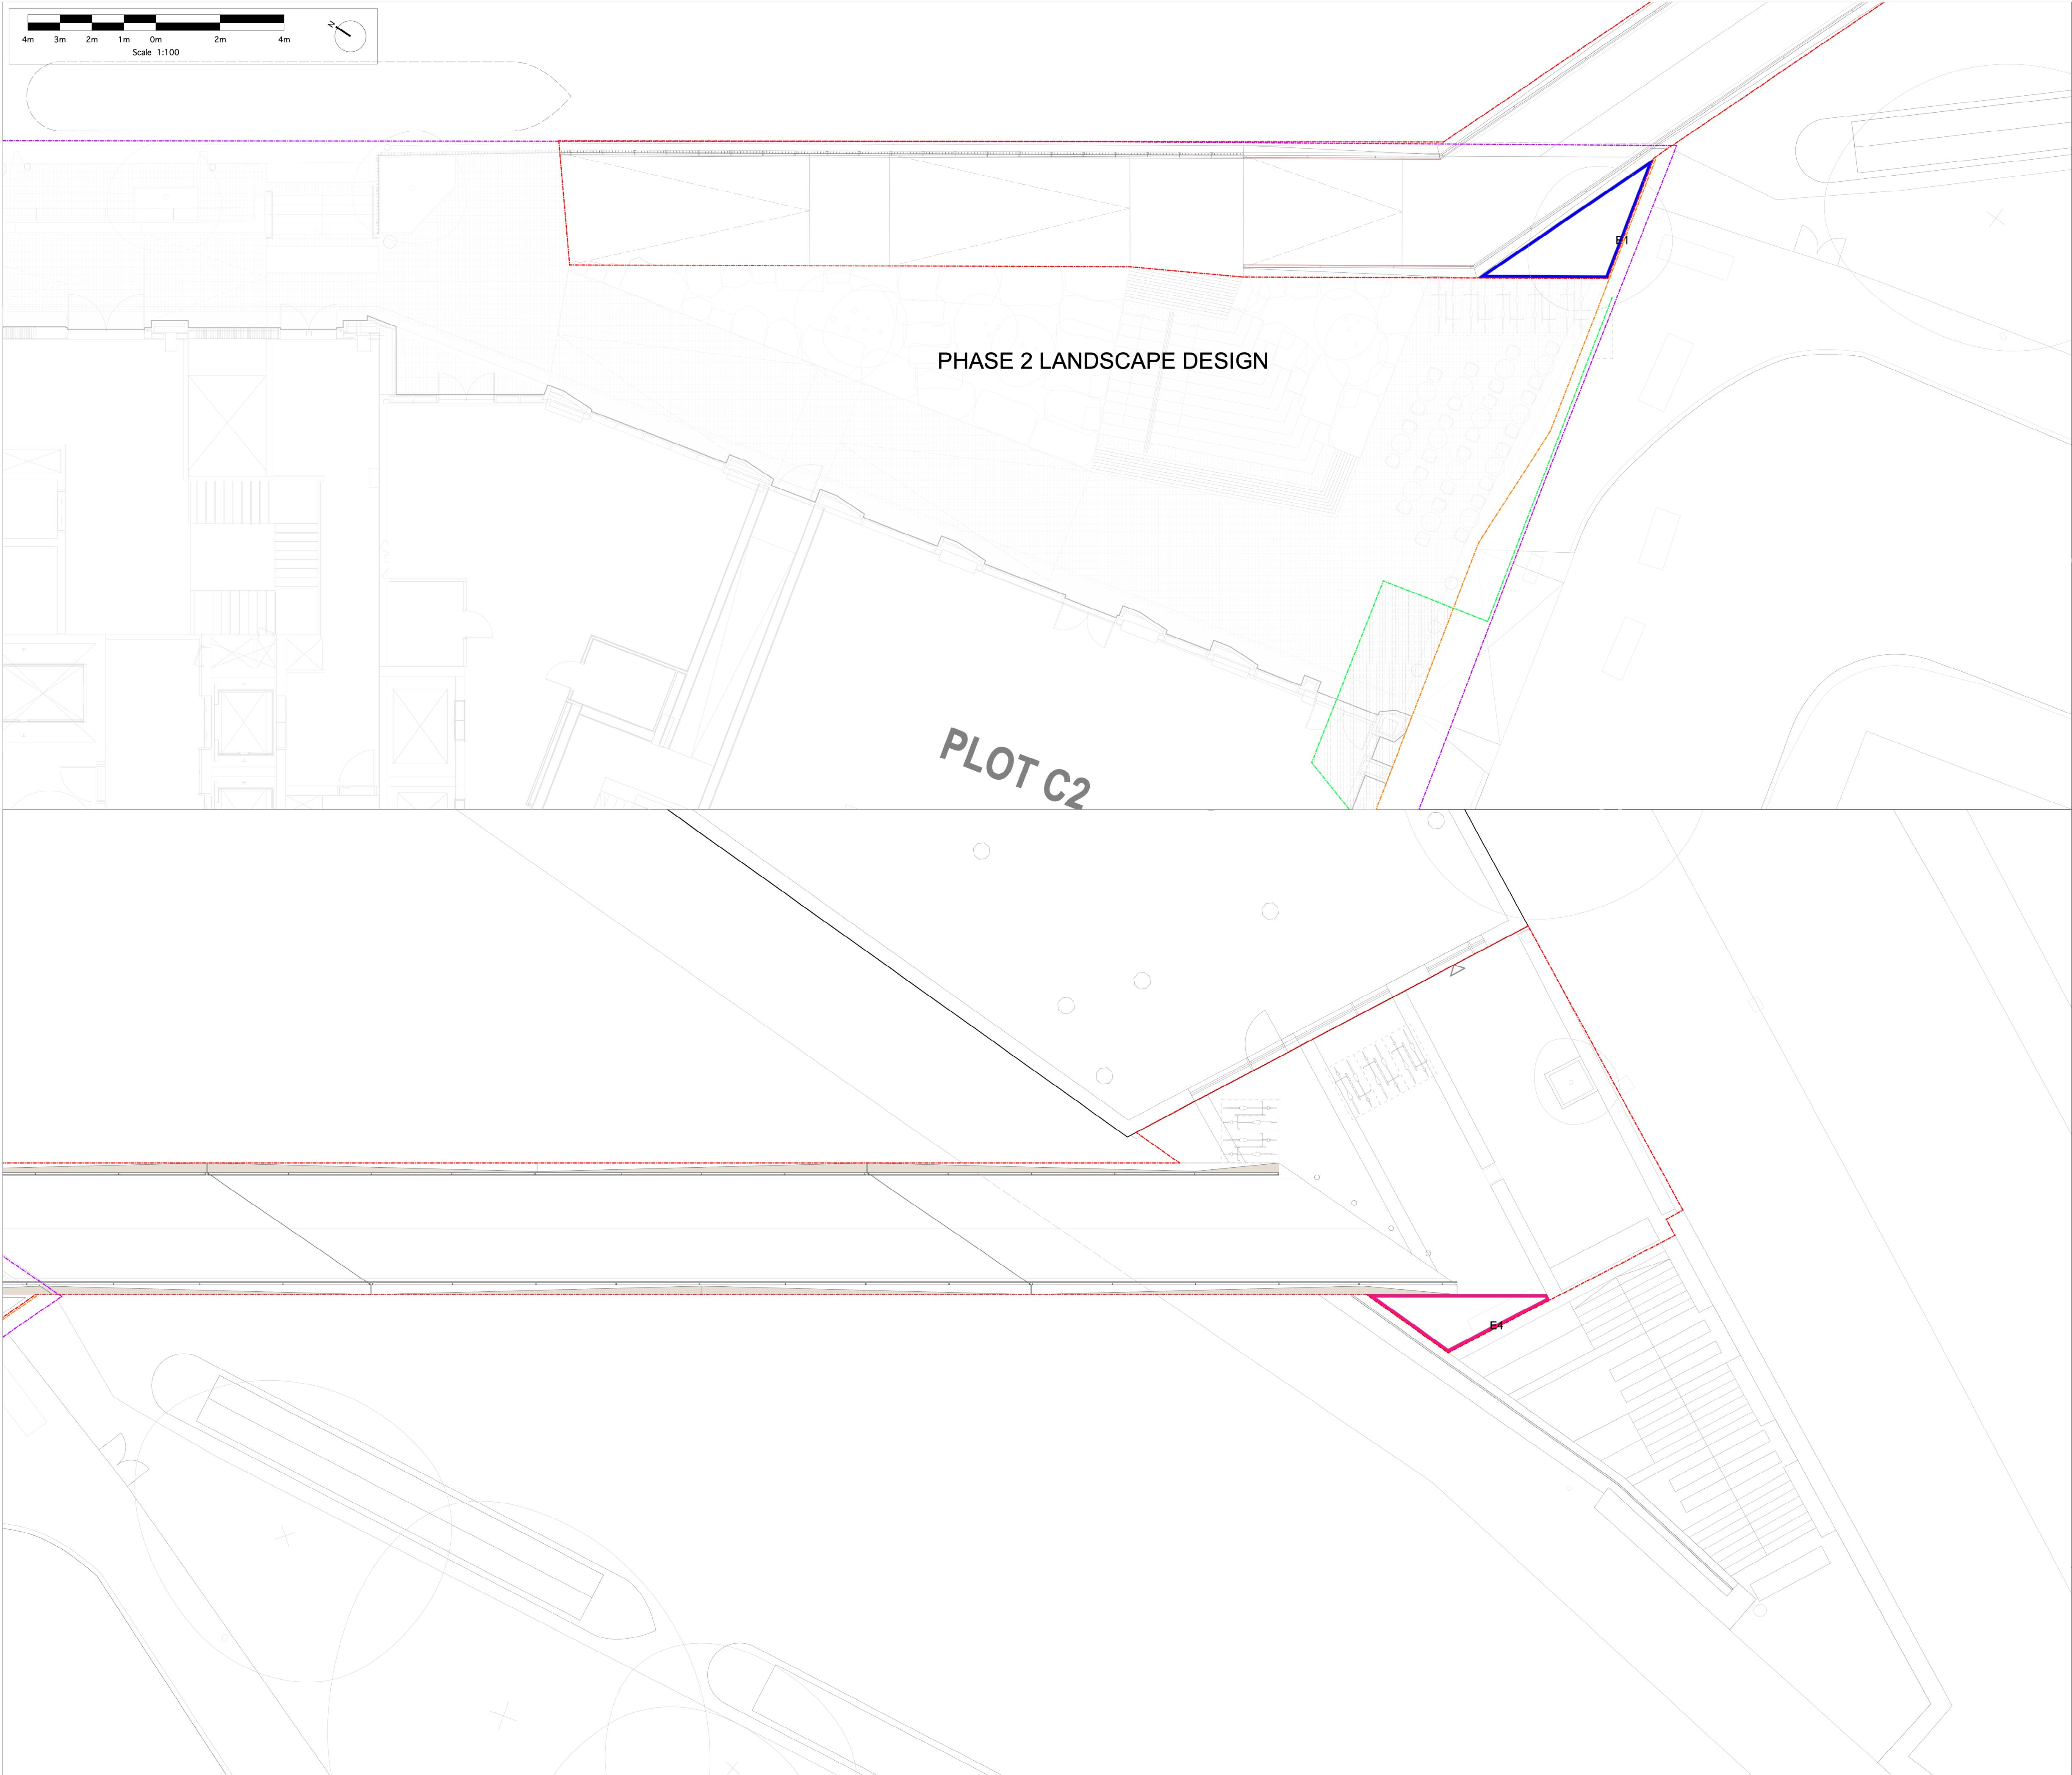 N
4m 3m 2m 1m 0m 2m 4m
Scale 1:100
E1
PHASE 2 LANDSCAPE DESIGN
PLOT C2
E4